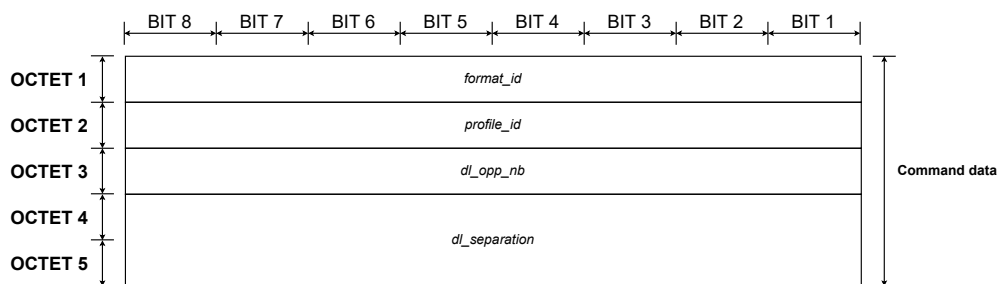 BIT 8 BIT 7 BIT 6 BIT 5 BIT 4 BIT 3 BIT 2 BIT 1
OCTET 1 format_id
OCTET 2 profile_id
OCTET 3 dl_opp_nb Command data
OCTET 4
dl_separation
OCTET 5